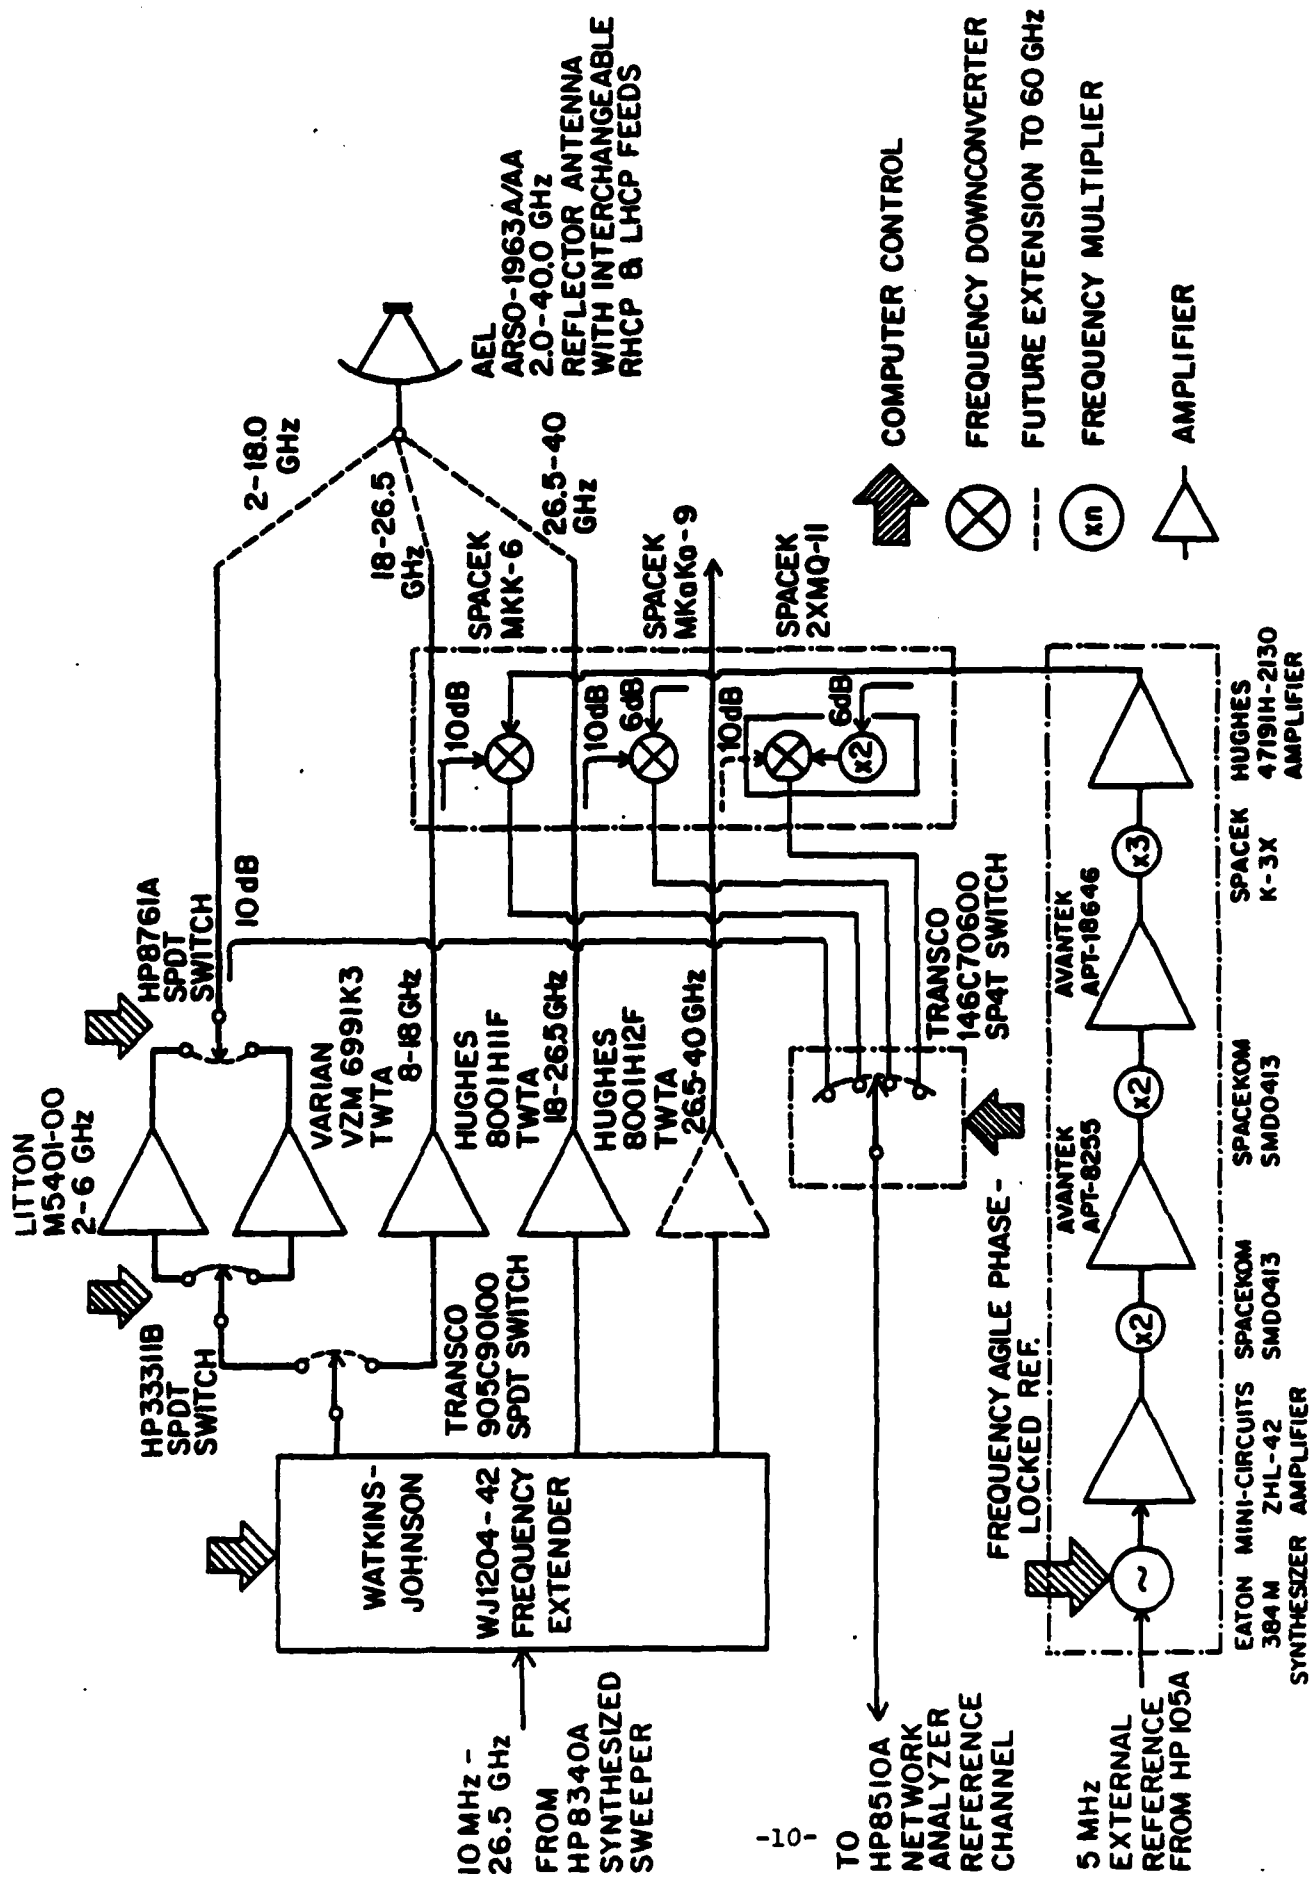 LITTON
M5401-00
2-6 GHz
HP33311B
SPDT
SWITCH
HP8761A
SPDT
SWITCH
10dB
2-18.0
GHz
18-26.5
GHz
26.5-40
GHz
AEL
ARSO-1963A/AA
2.0-40.0 GHz
REFLECTOR ANTENNA
WITH INTERCHANGEABLE
RHCP & LHCP FEEDS
VARIAN
VZM 6991K3
TWTA
8-18 GHz
HUGHES
8001H11F
TWTA
18-26.5GHz
HUGHES
8001H12F
TWTA
26.5-40 GHz
TRANSCO
905C90100
SPDT SWITCH
WATKINS-
JOHNSON
WJ1204-42
FREQUENCY
EXTENDER
10 MHz-
26.5 GHz
FROM
HP8340A
SYNTHESIZED
SWEEPER
SPACEK
MKK-6
10dB
SPACEK
MKaKa-9
10dB
6dB
SPACEK
2XMQ-11
10dB
6dB
x2
TRANSCO
146C70600
SP4T SWITCH
-10-
TO
HP8510A
NETWORK
ANALYZER
REFERENCE
CHANNEL
FREQUENCY AGILE PHASE-
LOCKED REF.
5 MHz
EXTERNAL
REFERENCE
FROM HP 105A
~
x2
x2
x3
AVANTEK
APT-8255
AVANTEK
APT-18646
EATON
384 M
SYNTHESIZER
MINI-CIRCUITS
ZHL-42
AMPLIFIER
SPACEKOM
SMD0413
SPACEKOM
SMD0413
SPACEK
K-3X
HUGHES
47191H-2130
AMPLIFIER
COMPUTER CONTROL
FREQUENCY DOWNCONVERTER
FUTURE EXTENSION TO 60 GHz
xn
FREQUENCY MULTIPLIER
AMPLIFIER